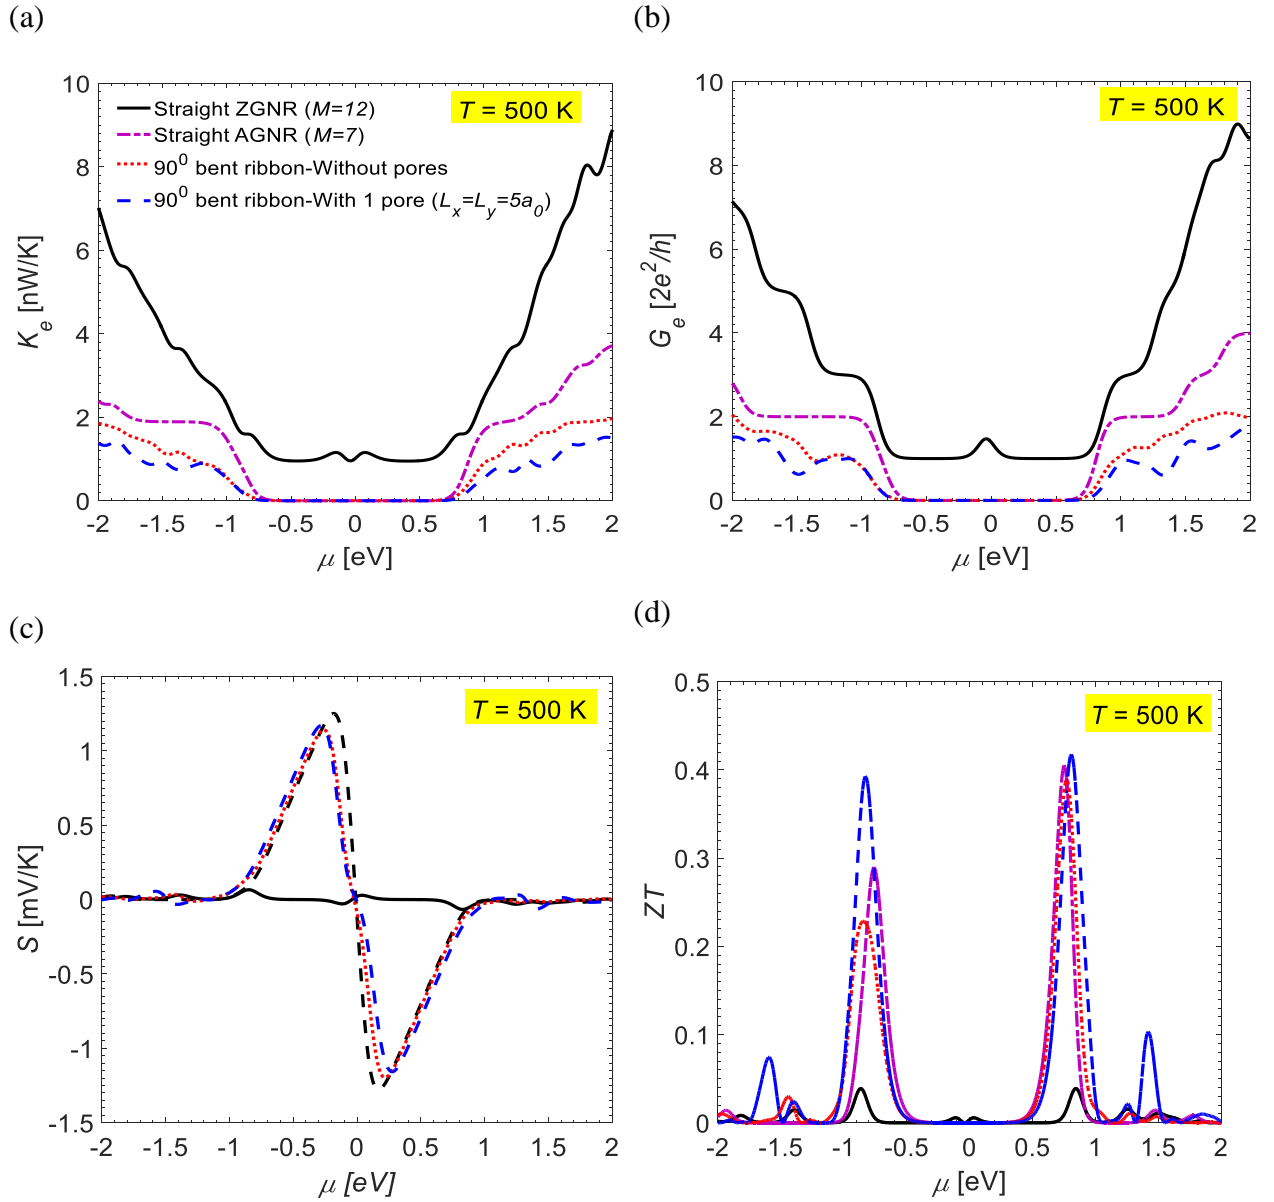 (a)
10
8
6
4
2
0
K_e [nW/K]
Straight ZGNR (M=12)
Straight AGNR (M=7)
90⁰ bent ribbon-Without pores
90⁰ bent ribbon-With 1 pore (L_x=L_y=5a_0)
T = 500 K
-2 -1.5 -1 -0.5 0 0.5 1 1.5 2
μ [eV]
(b)
10
8
6
4
2
0
G_e [2e²/h]
T = 500 K
-2 -1.5 -1 -0.5 0 0.5 1 1.5 2
μ [eV]
(c)
1.5
1
0.5
0
-0.5
-1
-1.5
S [mV/K]
T = 500 K
-2 -1.5 -1 -0.5 0 0.5 1 1.5 2
μ [eV]
(d)
0.5
0.4
0.3
0.2
0.1
0
ZT
T = 500 K
-2 -1.5 -1 -0.5 0 0.5 1 1.5 2
μ [eV]